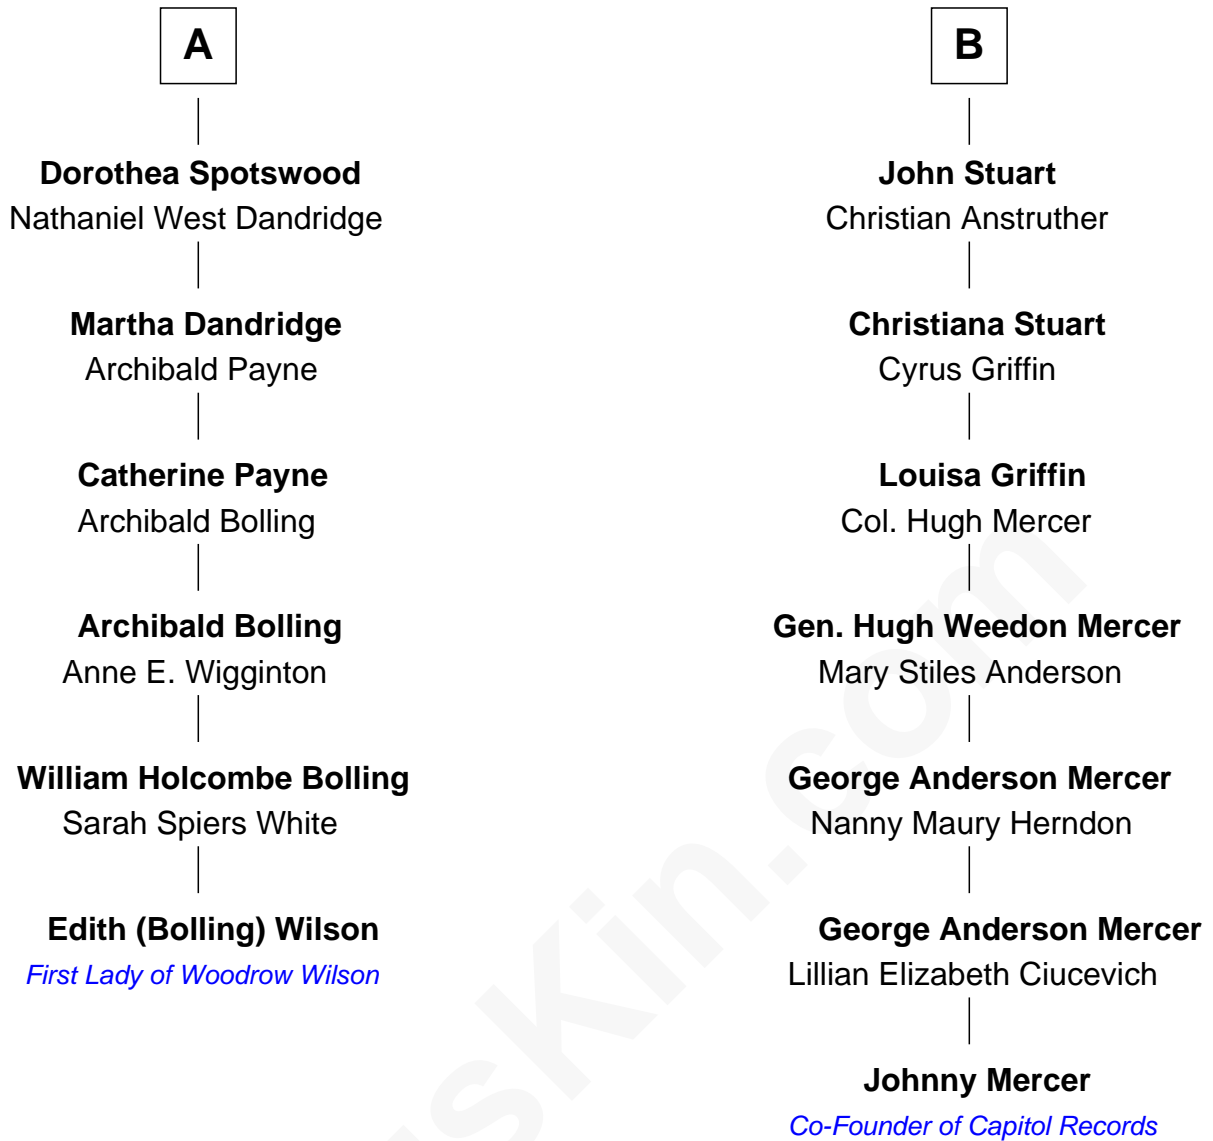 A
Dorothea Spotswood
Nathaniel West Dandridge
Martha Dandridge
Archibald Payne
Catherine Payne
Archibald Bolling
Archibald Bolling
Anne E. Wigginton
William Holcombe Bolling
Sarah Spiers White
Edith (Bolling) Wilson
First Lady of Woodrow Wilson
B
John Stuart
Christian Anstruther
Christiana Stuart
Cyrus Griffin
Louisa Griffin
Col. Hugh Mercer
Gen. Hugh Weedon Mercer
Mary Stiles Anderson
George Anderson Mercer
Nanny Maury Herndon
George Anderson Mercer
Lillian Elizabeth Ciucevich
Johnny Mercer
Co-Founder of Capitol Records